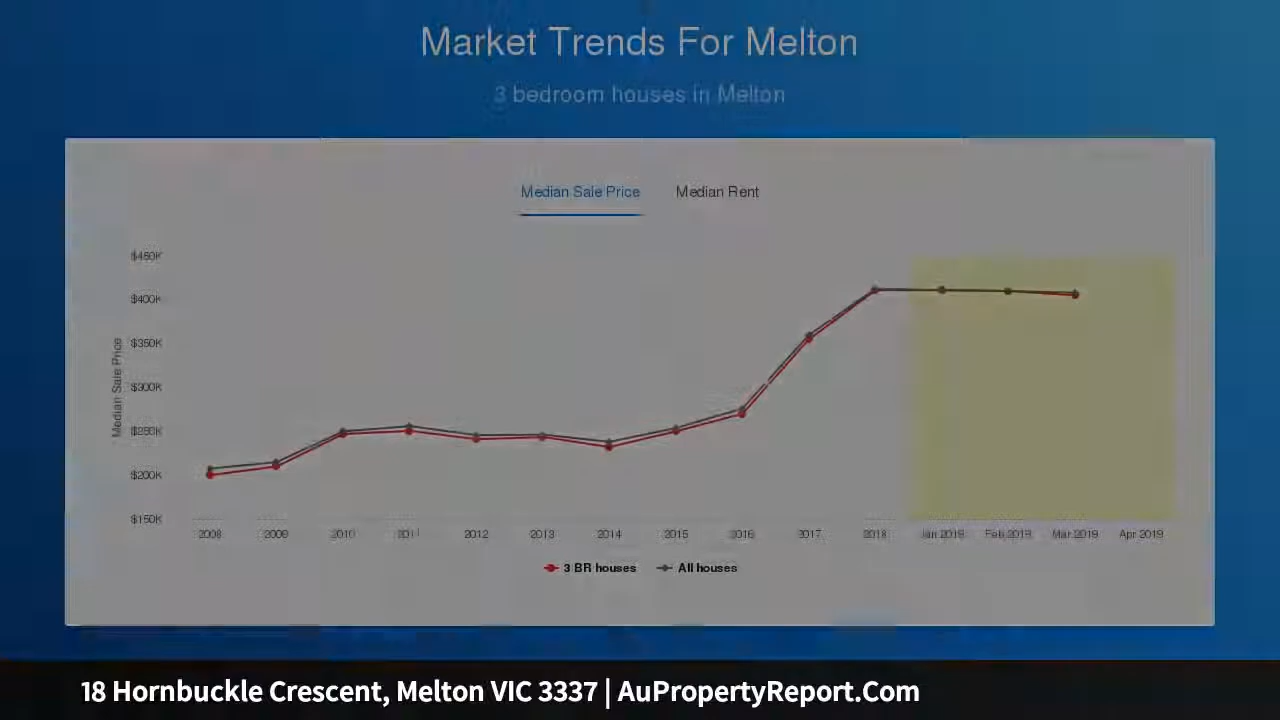 Market Trends For Melton
3 bedroom houses in Melton
Median Sale Price Median Rent
$450K
$400K
$350K
$300K
$250K
$200K
$150K
Median Sale Price
2008 2009 2010 2011 2012 2013 2014 2015 2016 2017 2018 Jan 2019 Feb 2019 Mar 2019 Apr 2019
3 BR houses All houses
18 Hornbuckle Crescent, Melton VIC 3337 | AuPropertyReport.Com